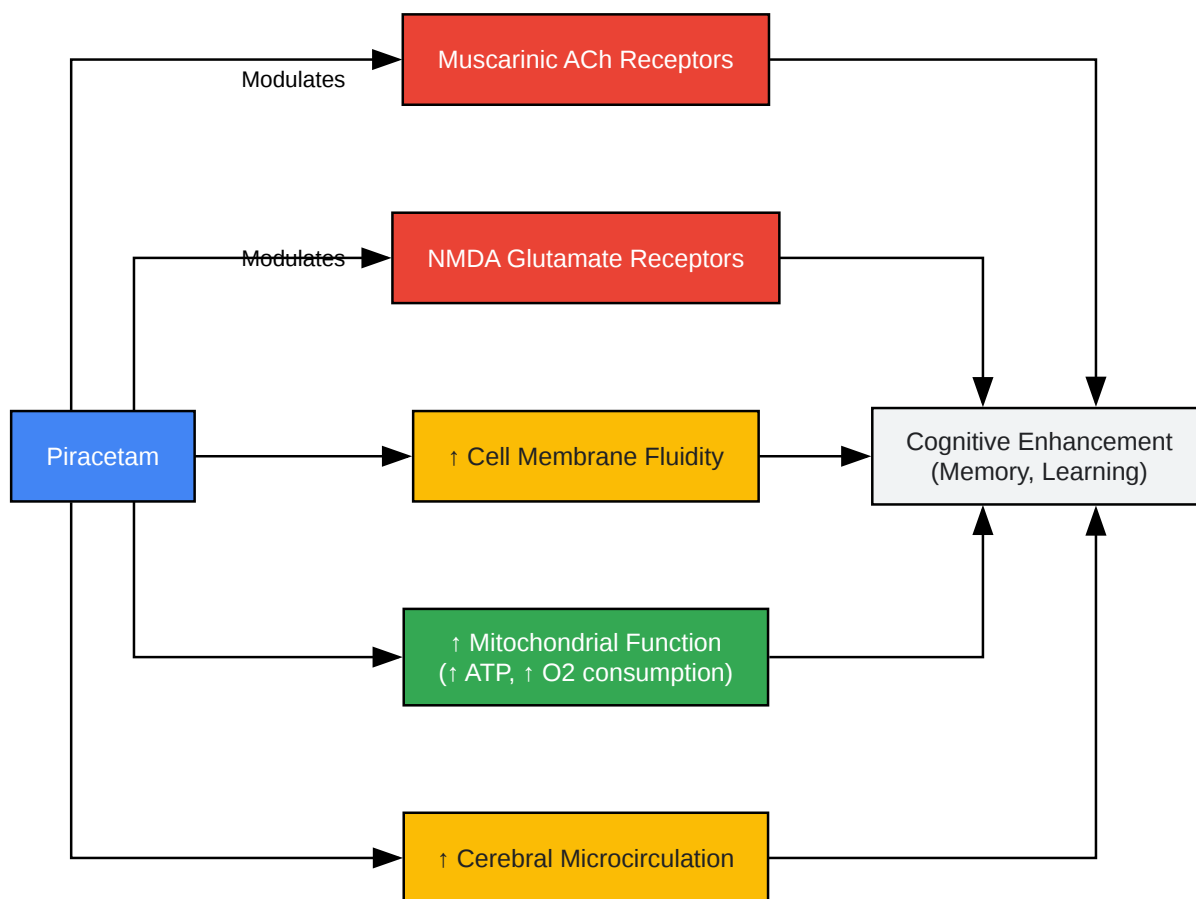 Muscarinic ACh Receptors
Modulates
Modulates
NMDA Glutamate Receptors
Piracetam
↑ Cell Membrane Fluidity
Cognitive Enhancement
(Memory, Learning)
↑ Mitochondrial Function
(↑ ATP, ↑ O2 consumption)
↑ Cerebral Microcirculation